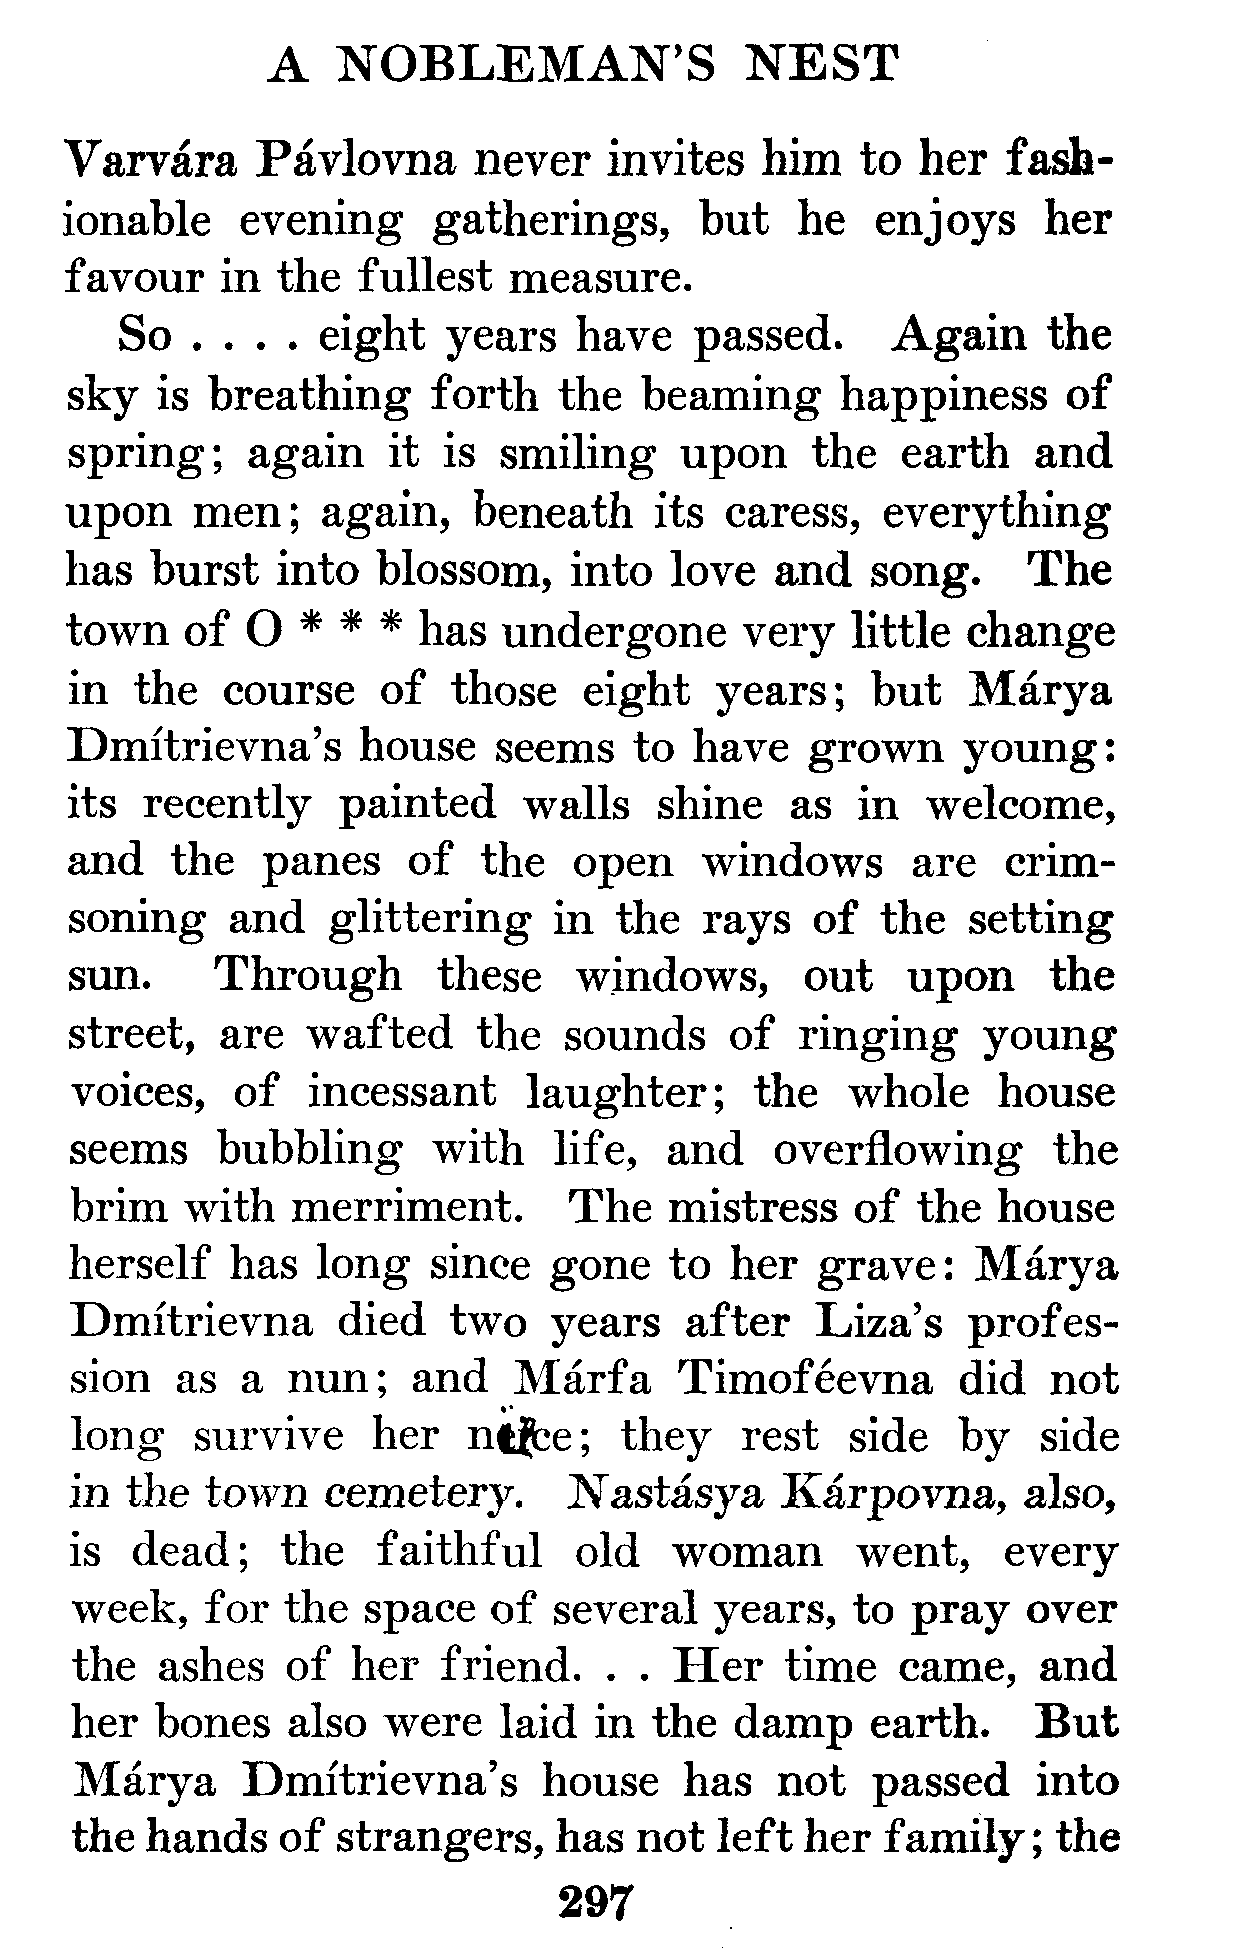 A NOBLEMAN'S NEST
Varvára Pávlovna never invites him to her fash-
ionable evening gatherings, but he enjoys her
favour in the fullest measure.
So . . . . eight years have passed. Again the
sky is breathing forth the beaming happiness of
spring; again it is smiling upon the earth and
upon men; again, beneath its caress, everything
has burst into blossom, into love and song. The
town of O * * * has undergone very little change
in the course of those eight years; but Márya
Dmítrievna's house seems to have grown young:
its recently painted walls shine as in welcome,
and the panes of the open windows are crim-
soning and glittering in the rays of the setting
sun. Through these windows, out upon the
street, are wafted the sounds of ringing young
voices, of incessant laughter; the whole house
seems bubbling with life, and overflowing the
brim with merriment. The mistress of the house
herself has long since gone to her grave: Márya
Dmítrievna died two years after Liza's profes-
sion as a nun; and Márfa Timoféevna did not
long survive her niece; they rest side by side
in the town cemetery. Nastásya Kárpovna, also,
is dead; the faithful old woman went, every
week, for the space of several years, to pray over
the ashes of her friend. . . Her time came, and
her bones also were laid in the damp earth. But
Márya Dmítrievna's house has not passed into
the hands of strangers, has not left her family; the
297